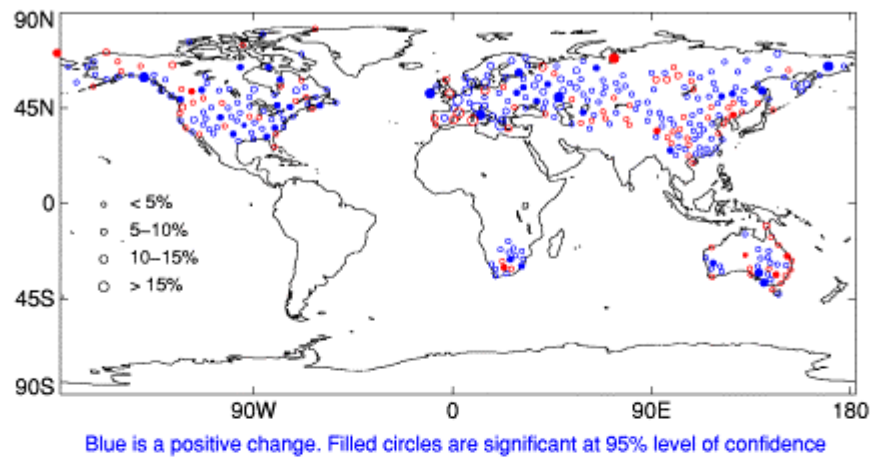 90N
45N
0
45S
90S
< 5%
5–10%
10–15%
> 15%
90W 0 90E 180
Blue is a positive change. Filled circles are significant at 95% level of confidence